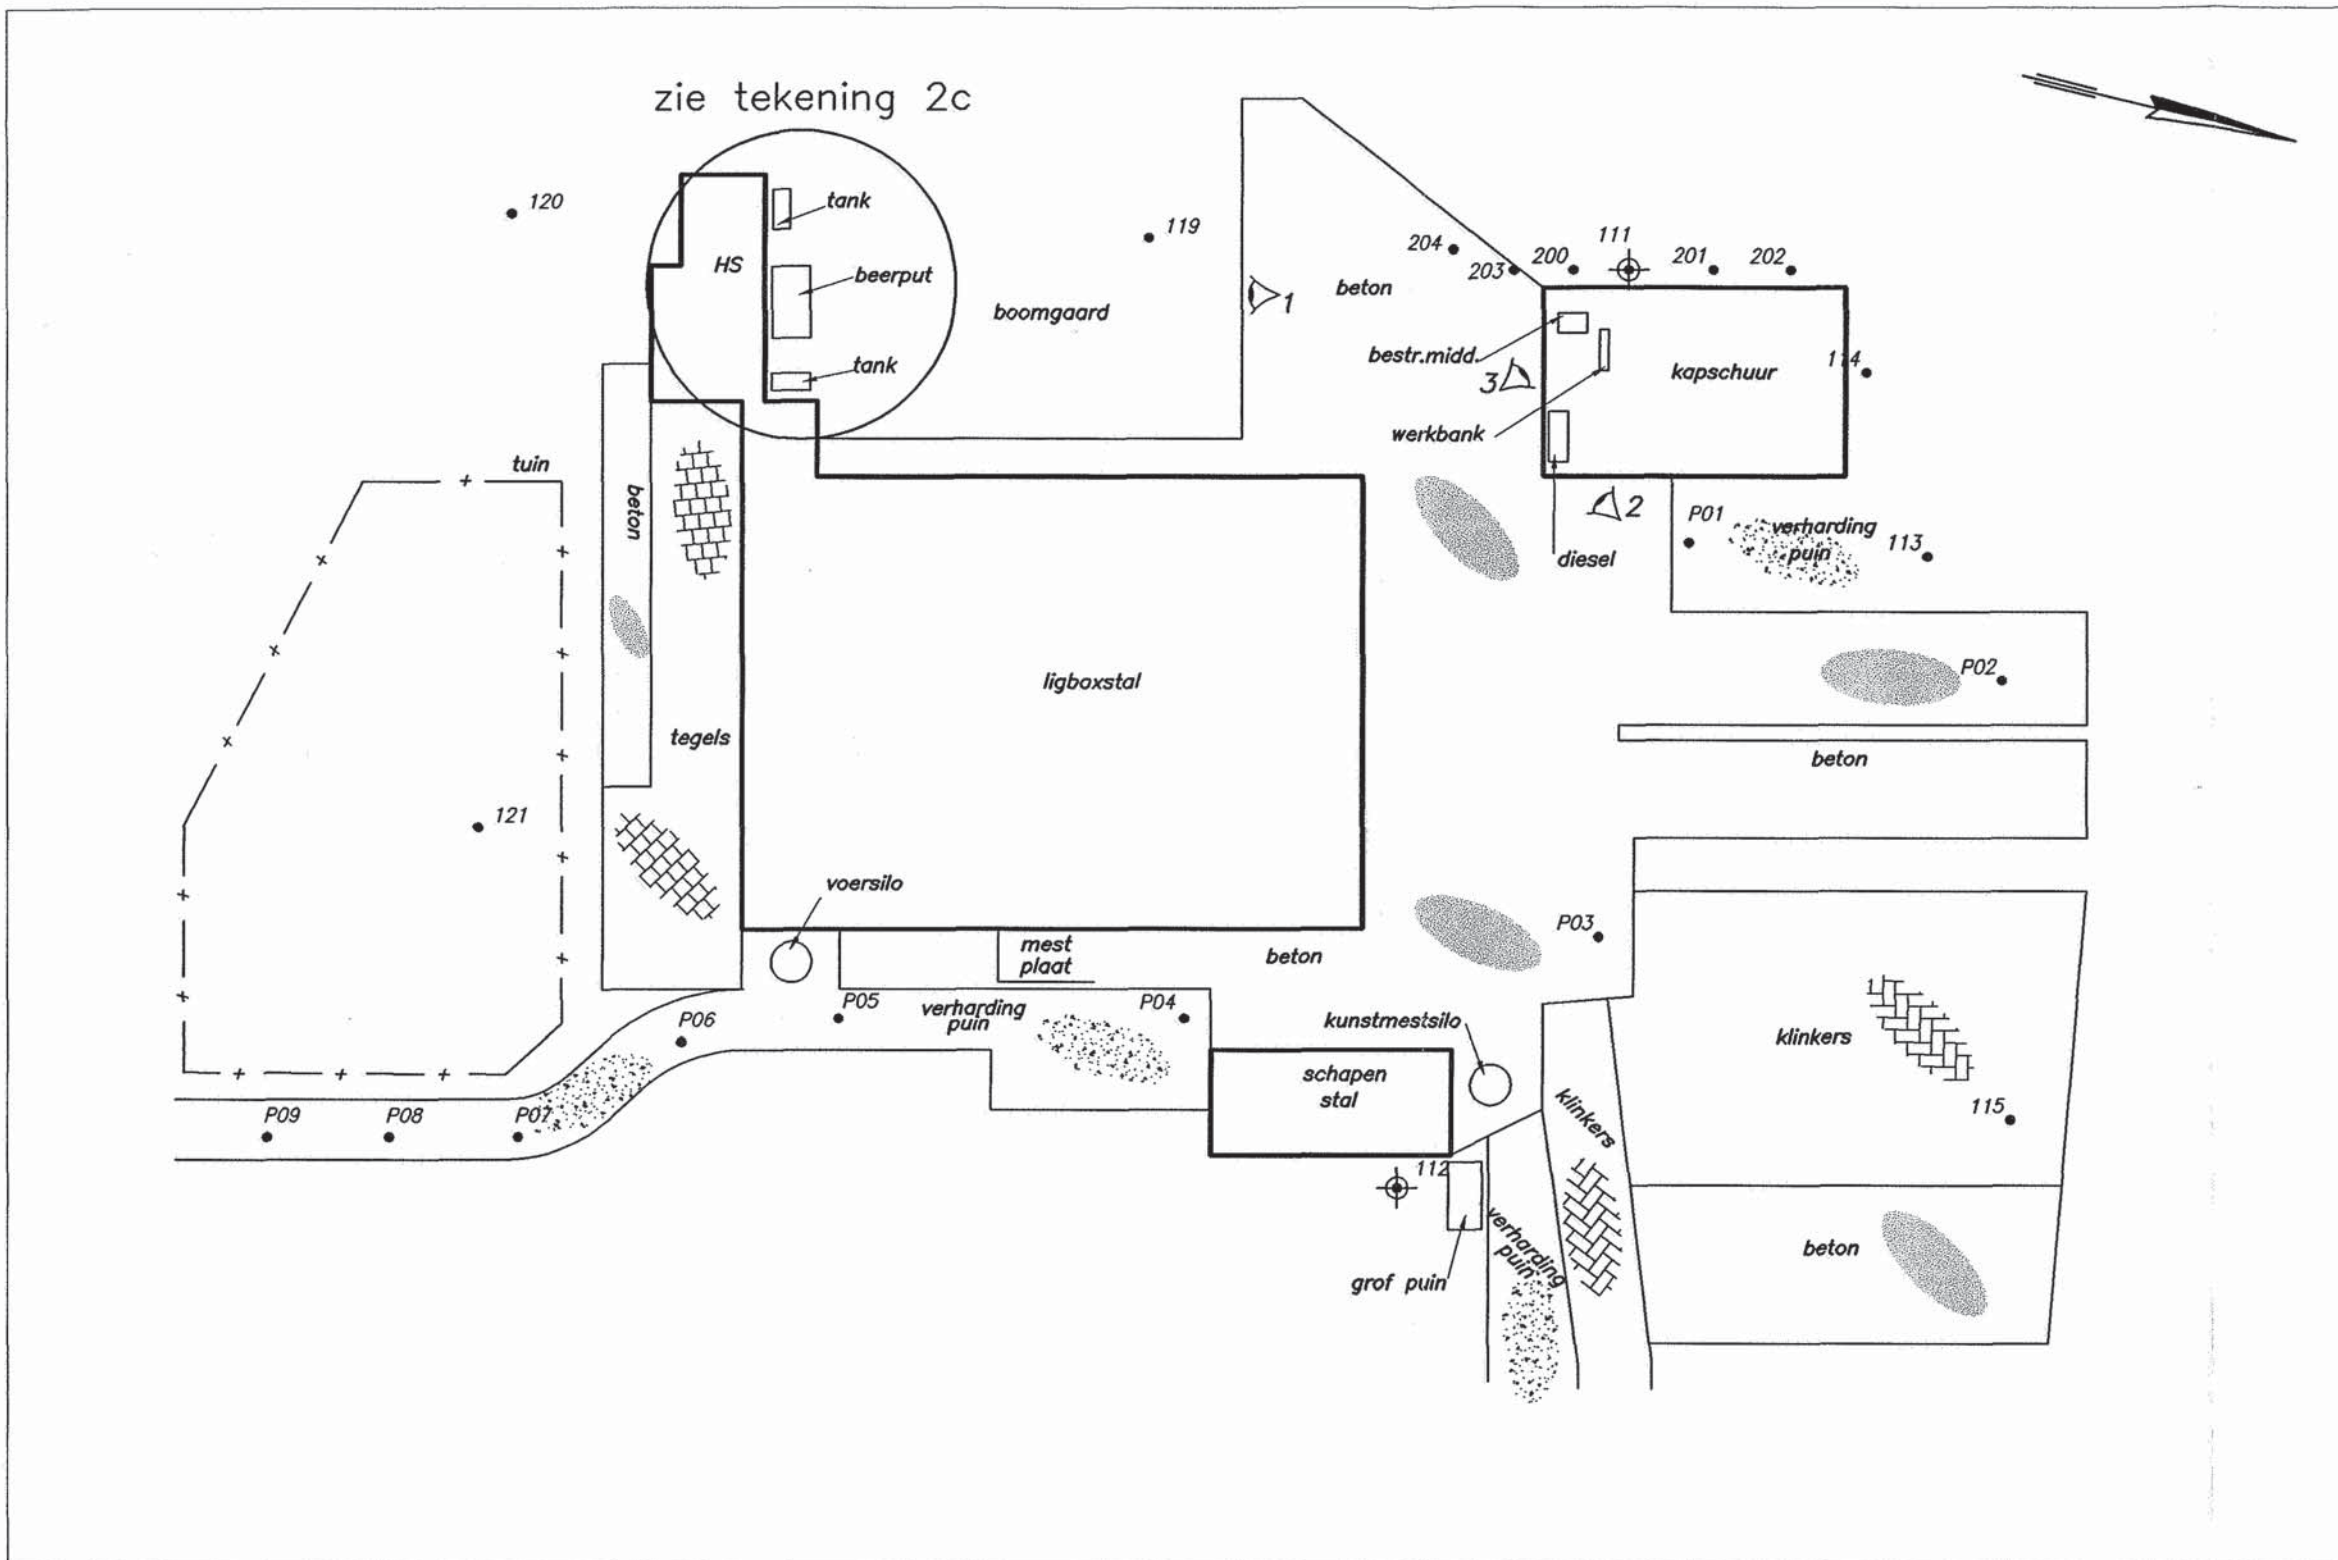 zie tekening 2c
120
tank
119
HS
beerput
boomgaard
tank
1
beton
204
203
200
111
201
202
bestr.midd.
3
werkbank
kapschuur
114
2
diesel
P01
verharding
puin
113
P02
beton
tuin
beton
tegels
ligboxstal
121
voersilo
mest
plaat
beton
P03
P05
verharding
puin
P04
P06
kunstmestsilo
klinkers
schapen
stal
klinkers
115
P09
P08
P07
112
verharding
puin
grof puin
beton